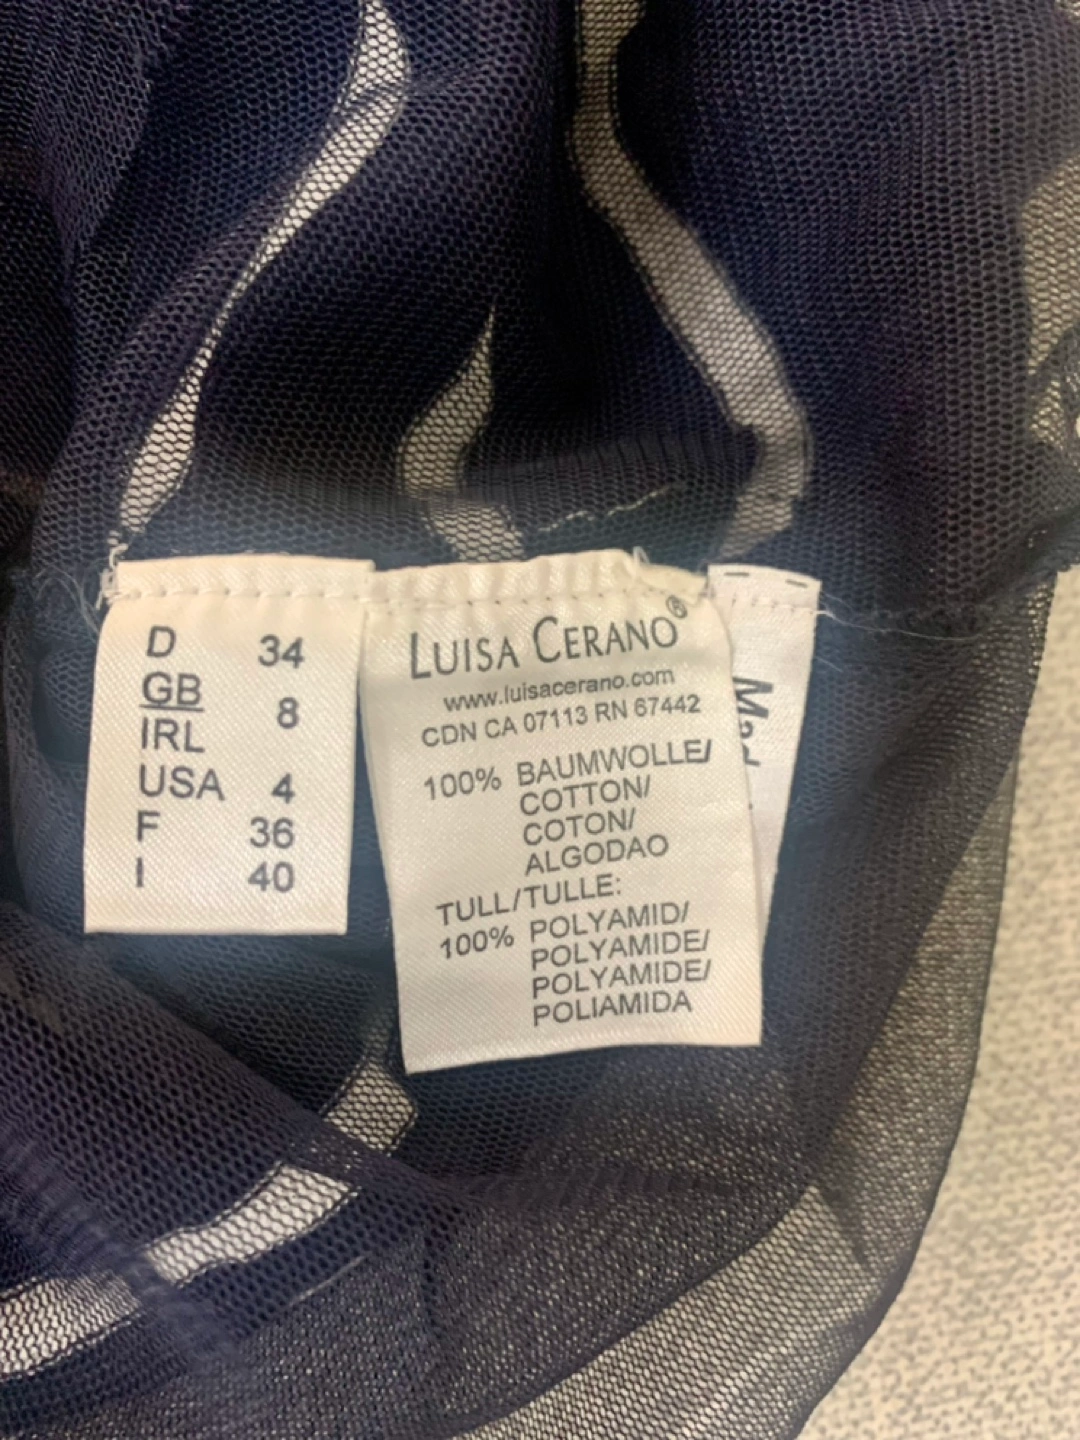 D 34
GB 8
IRL
USA 4
F 36
I 40
LUISA CERANO®
www.luisacerano.com
CDN CA 07113 RN 67442
100% BAUMWOLLE/
COTTON/
COTON/
ALGODAO
TULL/TULLE:
100% POLYAMID/
POLYAMIDE/
POLYAMIDE/
POLIAMIDA